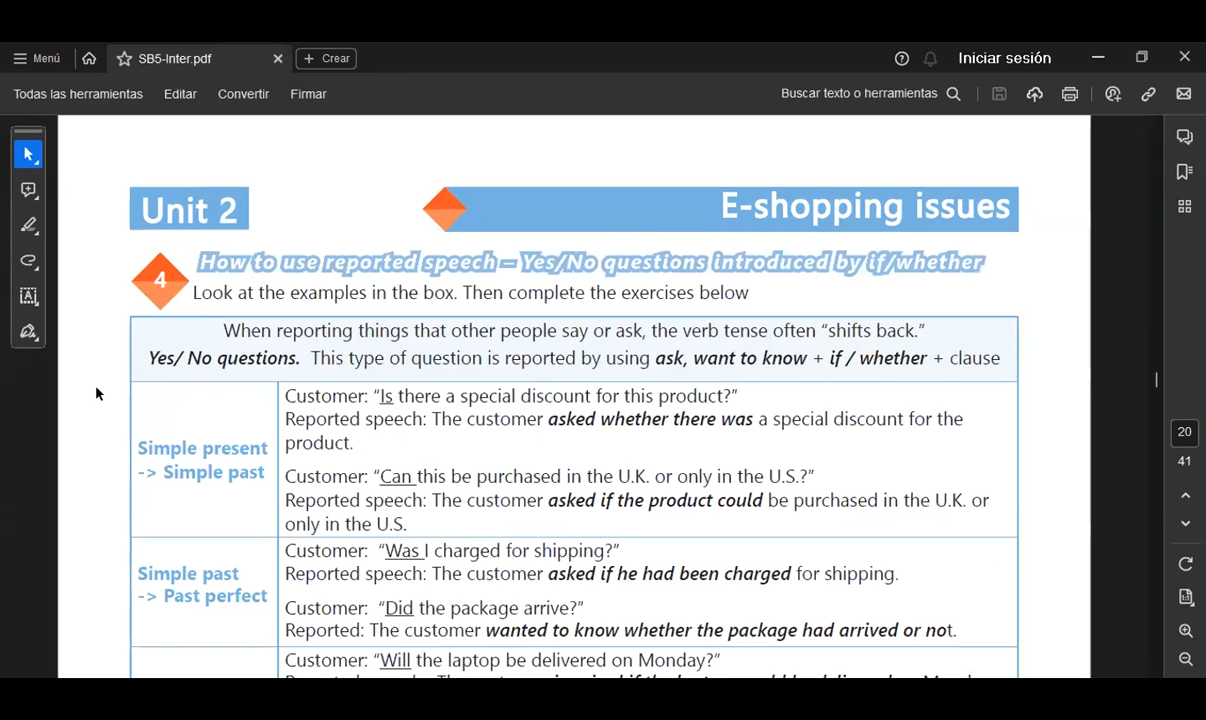 Menú
SB5-Inter.pdf
Crear
Iniciar sesión
Todas las herramientas Editar Convertir Firmar
Buscar texto o herramientas
Unit 2
E-shopping issues
4
How to use reported speech – Yes/No questions introduced by if/whether
Look at the examples in the box. Then complete the exercises below
When reporting things that other people say or ask, the verb tense often “shifts back.”
Yes/ No questions. This type of question is reported by using ask, want to know + if / whether + clause
Simple present
-> Simple past
Customer: “Is there a special discount for this product?”
Reported speech: The customer asked whether there was a special discount for the
product.
Customer: “Can this be purchased in the U.K. or only in the U.S.?”
Reported speech: The customer asked if the product could be purchased in the U.K. or
only in the U.S.
Simple past
-> Past perfect
Customer: “Was I charged for shipping?”
Reported speech: The customer asked if he had been charged for shipping.
Customer: “Did the package arrive?”
Reported: The customer wanted to know whether the package had arrived or not.
Customer: “Will the laptop be delivered on Monday?”
20
41